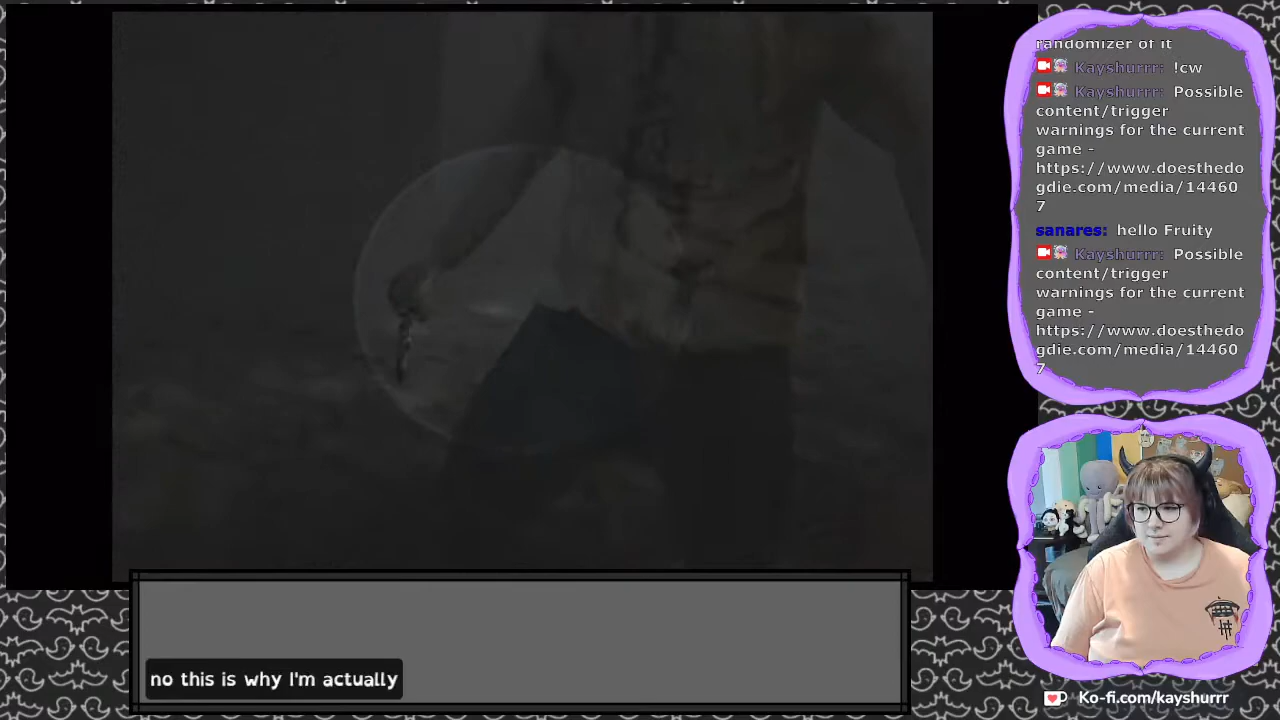 randomizer of it
Kayshurrr: !cw
Kayshurrr: Possible
content/trigger
warnings for the current
game -
https://www.doesthedo
gdie.com/media/14460
7
sanares: hello Fruity
Kayshurrr: Possible
content/trigger
warnings for the current
game -
https://www.doesthedo
gdie.com/media/14460
7
no this is why I'm actually
Ko-fi.com/kayshurrr